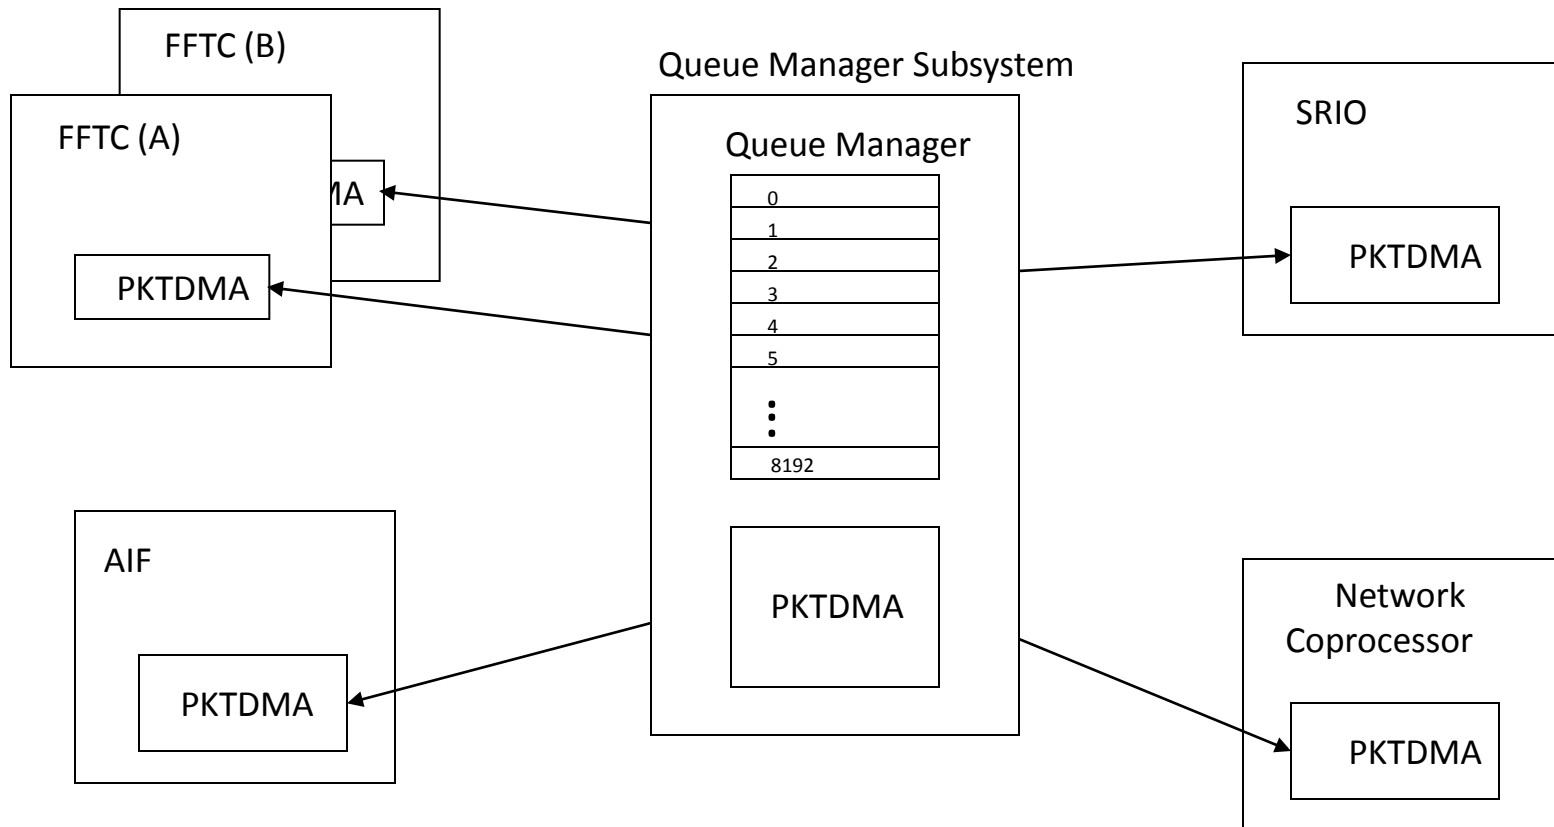 FFTC (B)
FFTC (A)
MA
PKTDMA
Queue Manager Subsystem
Queue Manager
0
1
2
3
4
5
8192
PKTDMA
SRIO
PKTDMA
AIF
PKTDMA
Network
Coprocessor
PKTDMA